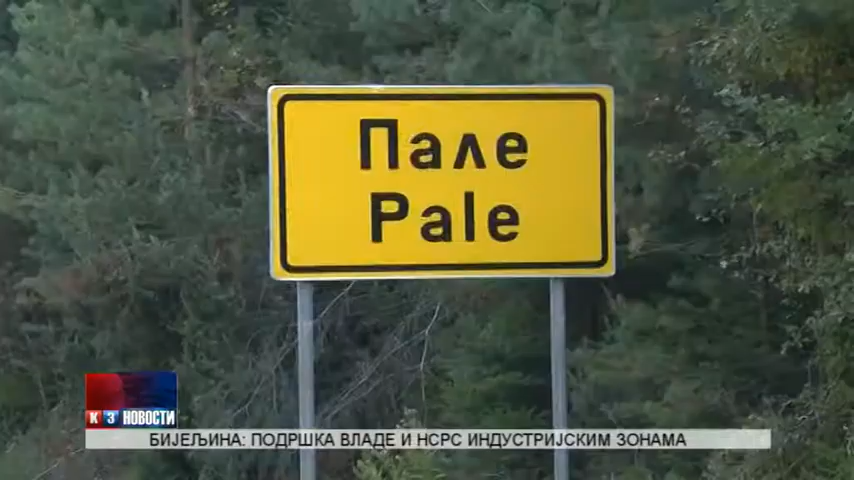 Пале
Pale
К3 НОВОСТИ
БИЈЕЉИНА: ПОДРШКА ВЛАДЕ И НСРС ИНДУСТРИЈСКИМ ЗОНАМА